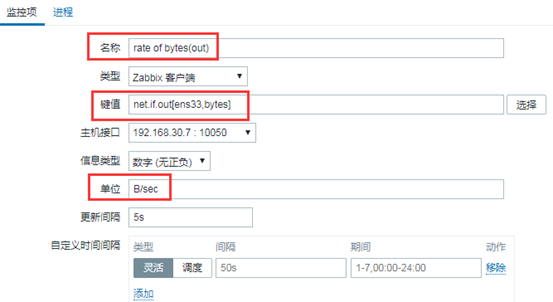 监控项 进程
名称 rate of bytes(out)
类型 Zabbix 客户端
键值 net.if.out[ens33,bytes] 选择
主机接口 192.168.30.7 : 10050
信息类型 数字 (无正负)
单位 B/sec
更新间隔 5s
自定义时间间隔 类型 间隔 期间 动作
灵活 调度 50s 1-7,00:00-24:00 移除
添加